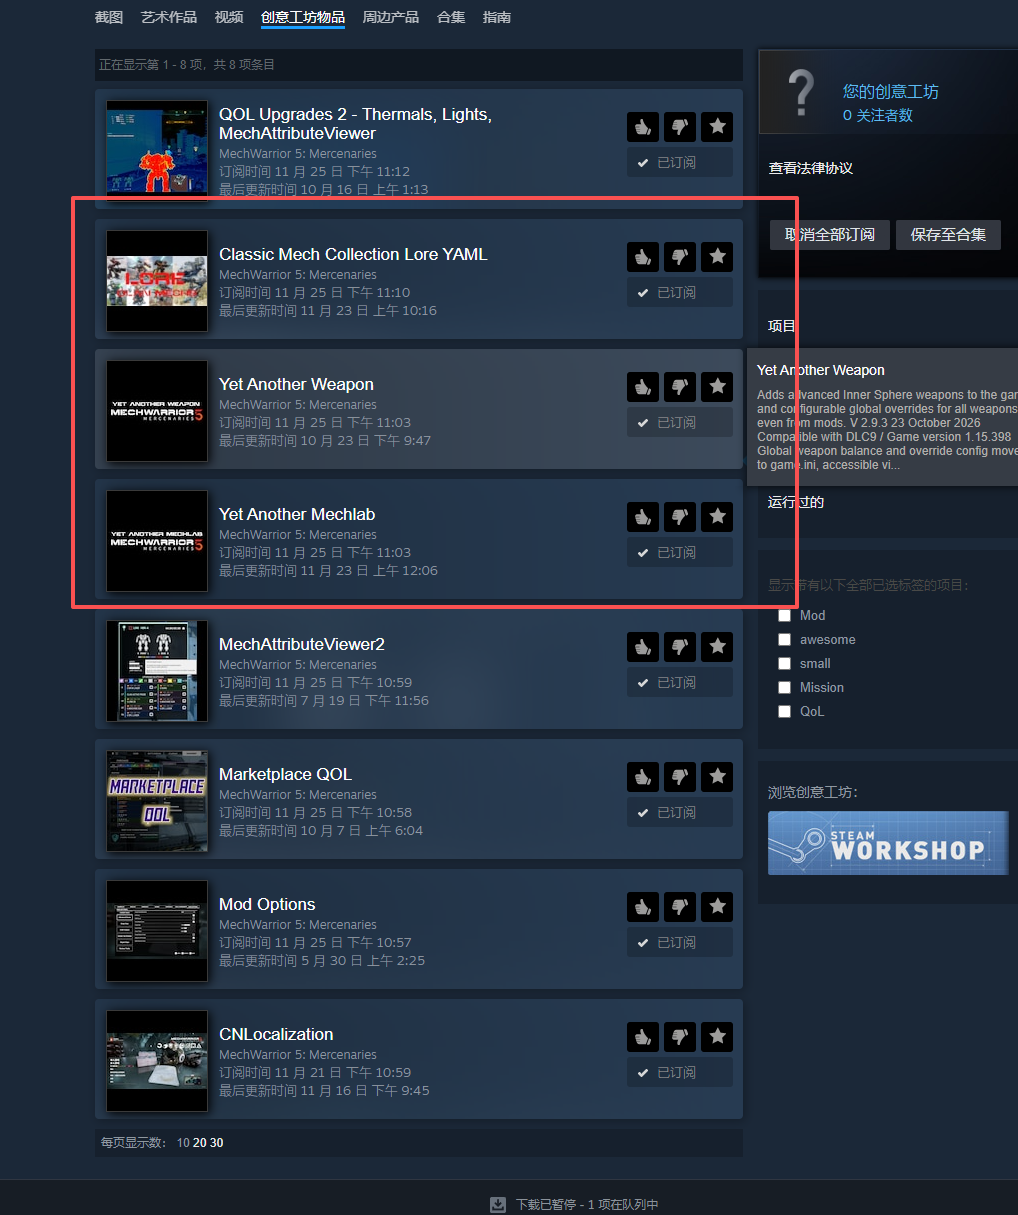 截图 艺术作品 视频 创意工坊物品 周边产品 合集 指南
正在显示第 1 - 8 项，共 8 项条目
QOL Upgrades 2 - Thermals, Lights,
MechAttributeViewer
MechWarrior 5: Mercenaries
订阅时间 11 月 25 日 下午 11:12
最后更新时间 10 月 16 日 上午 1:13
已订阅
Classic Mech Collection Lore YAML
MechWarrior 5: Mercenaries
订阅时间 11 月 25 日 下午 11:10
最后更新时间 11 月 23 日 上午 10:16
已订阅
YET ANOTHER WEAPON
MECHWARRIOR 5
MERCENARIES
Yet Another Weapon
MechWarrior 5: Mercenaries
订阅时间 11 月 25 日 下午 11:03
最后更新时间 10 月 23 日 下午 9:47
已订阅
YET ANOTHER MECHLAB
MECHWARRIOR 5
MERCENARIES
Yet Another Mechlab
MechWarrior 5: Mercenaries
订阅时间 11 月 25 日 下午 11:03
最后更新时间 11 月 23 日 上午 12:06
已订阅
MechAttributeViewer2
MechWarrior 5: Mercenaries
订阅时间 11 月 25 日 下午 10:59
最后更新时间 7 月 19 日 下午 11:56
已订阅
MARKETPLACE
QOL
Marketplace QOL
MechWarrior 5: Mercenaries
订阅时间 11 月 25 日 下午 10:58
最后更新时间 10 月 7 日 上午 6:04
已订阅
Mod Options
MechWarrior 5: Mercenaries
订阅时间 11 月 25 日 下午 10:57
最后更新时间 5 月 30 日 上午 2:25
已订阅
CNLocalization
MechWarrior 5: Mercenaries
订阅时间 11 月 21 日 下午 10:59
最后更新时间 11 月 16 日 下午 9:45
已订阅
每页显示数： 10 20 30
您的创意工坊
0 关注者数
查看法律协议
取消全部订阅 保存至合集
项目
Yet Another Weapon
Adds advanced Inner Sphere weapons to the gam
and configurable global overrides for all weapons
even from mods. V 2.9.3 23 October 2026
Compatible with DLC9 / Game version 1.15.398
Global weapon balance and override config move
to game.ini, accessible vi...
运行过的
显示带有以下全部已选标签的项目：
Mod
awesome
small
Mission
QoL
浏览创意工坊：
STEAM
WORKSHOP
下载已暂停 - 1 项在队列中